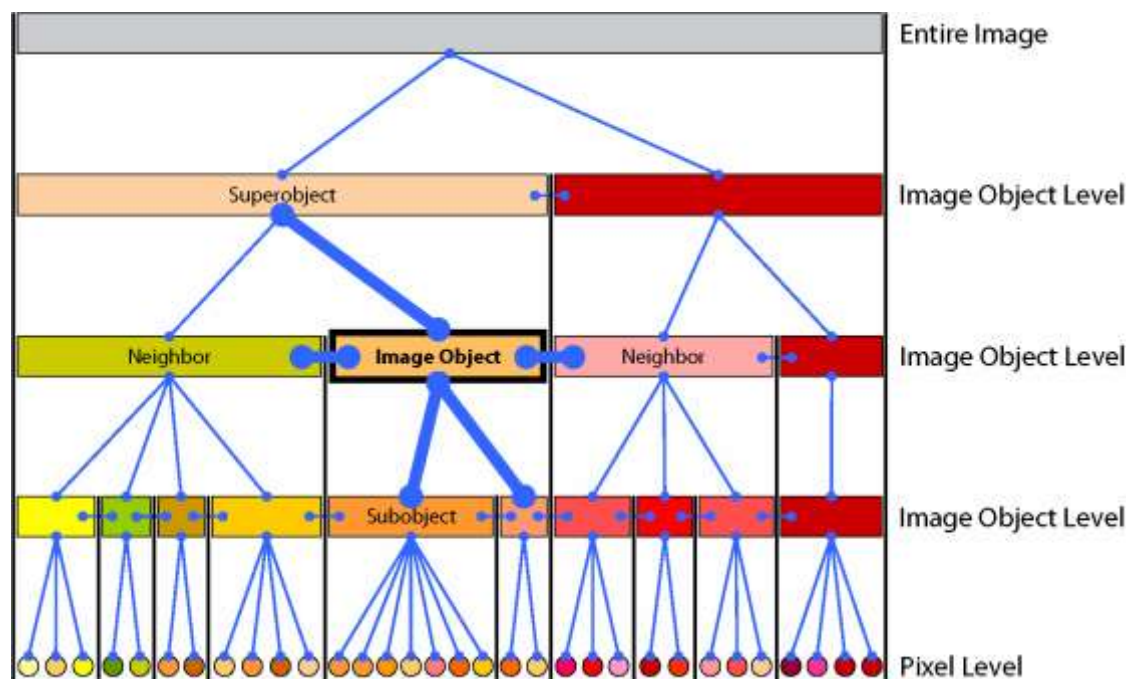 Entire Image
Superobject
Image Object Level
Neighbor
Image Object
Neighbor
Image Object Level
Subobject
Image Object Level
Pixel Level